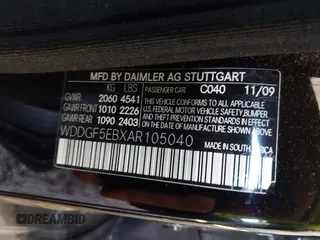 MFD BY DAIMLER AG STUTTGART
KG LBS PASSENGER CAR C040 11/09
GVWR 2060 4541
GAWR FRONT 1010 2226
GAWR REAR 1090 2403
THIS VEHICLE CONFORMS TO ALL
APPLICABLE U.S. FEDERAL MOTOR
VEHICLE SAFETY, BUMPER
AND THEFT PREVENTION STANDARDS
IN EFFECT ON THE DATE OF
MANUFACTURE SHOWN ABOVE.
WDDGF5EBXAR105040
MADE IN SOUTH AFRICA
DREAMBID